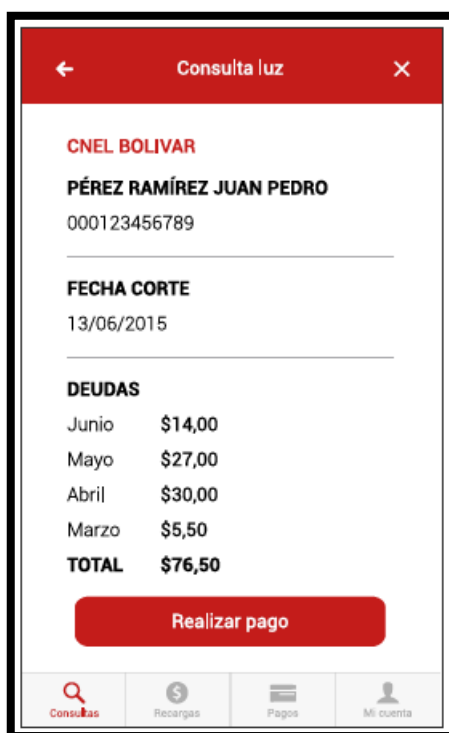 Consulta luz
CNEL BOLIVAR
PÉREZ RAMÍREZ JUAN PEDRO
000123456789
FECHA CORTE
13/06/2015
DEUDAS
Junio $14,00
Mayo $27,00
Abril $30,00
Marzo $5,50
TOTAL $76,50
Realizar pago
Consultas Recargas Pagos Mi cuenta